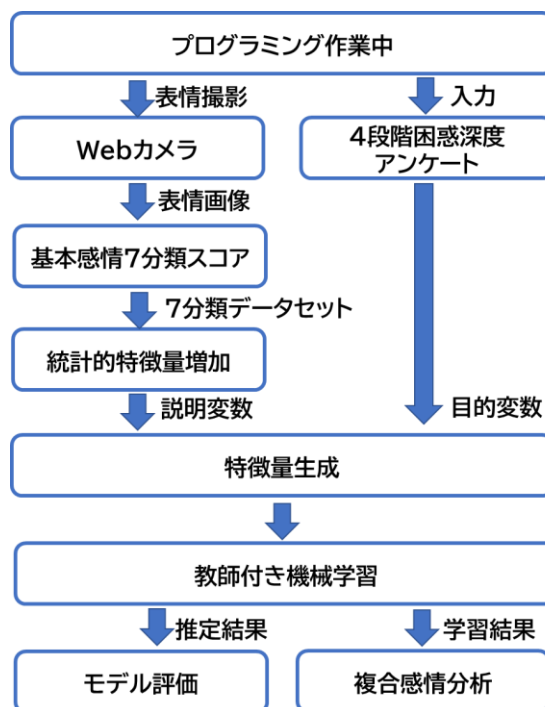 プログラミング作業中
表情撮影
入力
Webカメラ
4段階困惑深度
アンケート
表情画像
基本感情7分類スコア
7分類データセット
統計的特徴量増加
説明変数
目的変数
特徴量生成
教師付き機械学習
推定結果
学習結果
モデル評価
複合感情分析